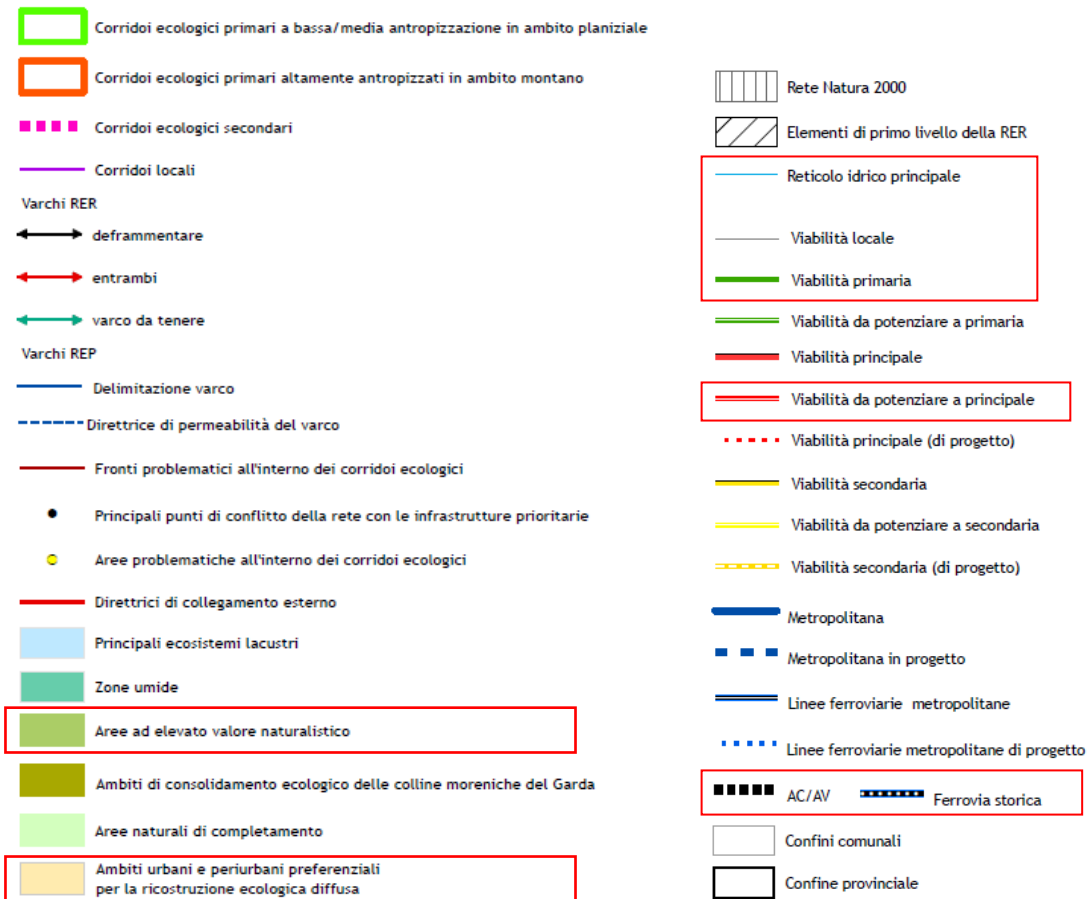 Corridoi ecologici primari a bassa/media antropizzazione in ambito planiziale
Corridoi ecologici primari altamente antropizzati in ambito montano
Corridoi ecologici secondari
Corridoi locali
Varchi RER
deframmentare
entrambi
varco da tenere
Varchi REP
Delimitazione varco
Direttrice di permeabilità del varco
Fronti problematici all'interno dei corridoi ecologici
Principali punti di conflitto della rete con le infrastrutture prioritarie
Aree problematiche all'interno dei corridoi ecologici
Direttrici di collegamento esterno
Principali ecosistemi lacustri
Zone umide
Aree ad elevato valore naturalistico
Ambiti di consolidamento ecologico delle colline moreniche del Garda
Aree naturali di completamento
Ambiti urbani e periurbani preferenziali
per la ricostruzione ecologica diffusa
Rete Natura 2000
Elementi di primo livello della RER
Reticolo idrico principale
Viabilità locale
Viabilità primaria
Viabilità da potenziare a primaria
Viabilità principale
Viabilità da potenziare a principale
Viabilità principale (di progetto)
Viabilità secondaria
Viabilità da potenziare a secondaria
Viabilità secondaria (di progetto)
Metropolitana
Metropolitana in progetto
Linee ferroviarie metropolitane
Linee ferroviarie metropolitane di progetto
AC/AV Ferrovia storica
Confini comunali
Confine provinciale